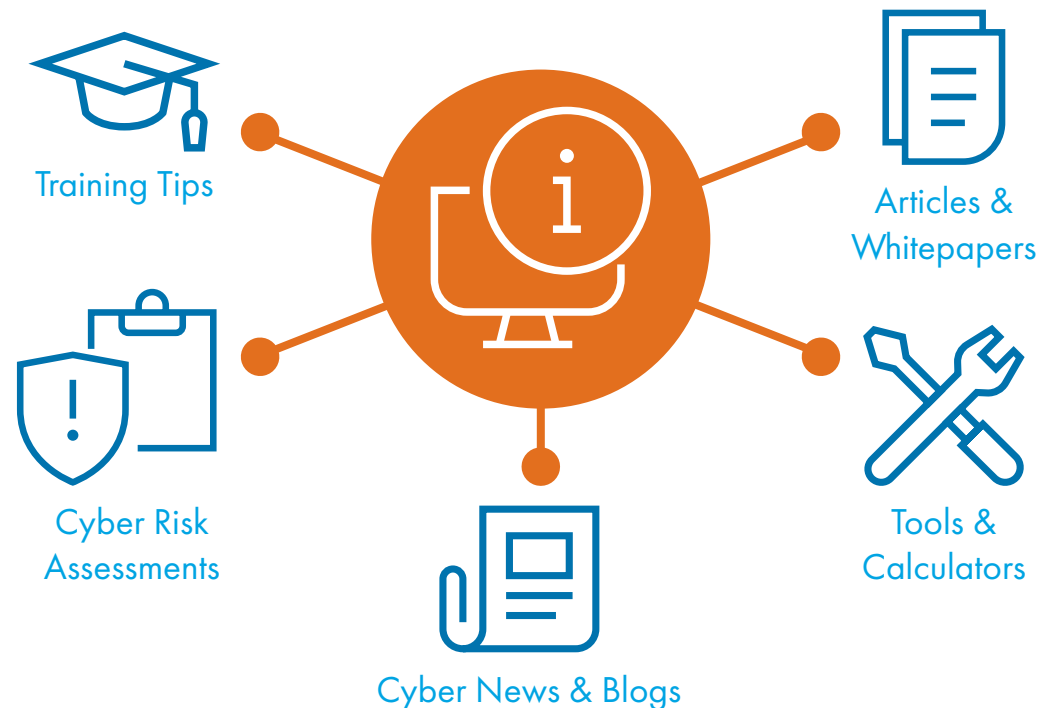 Training Tips
Articles &
Whitepapers
Cyber Risk
Assessments
Tools &
Calculators
Cyber News & Blogs